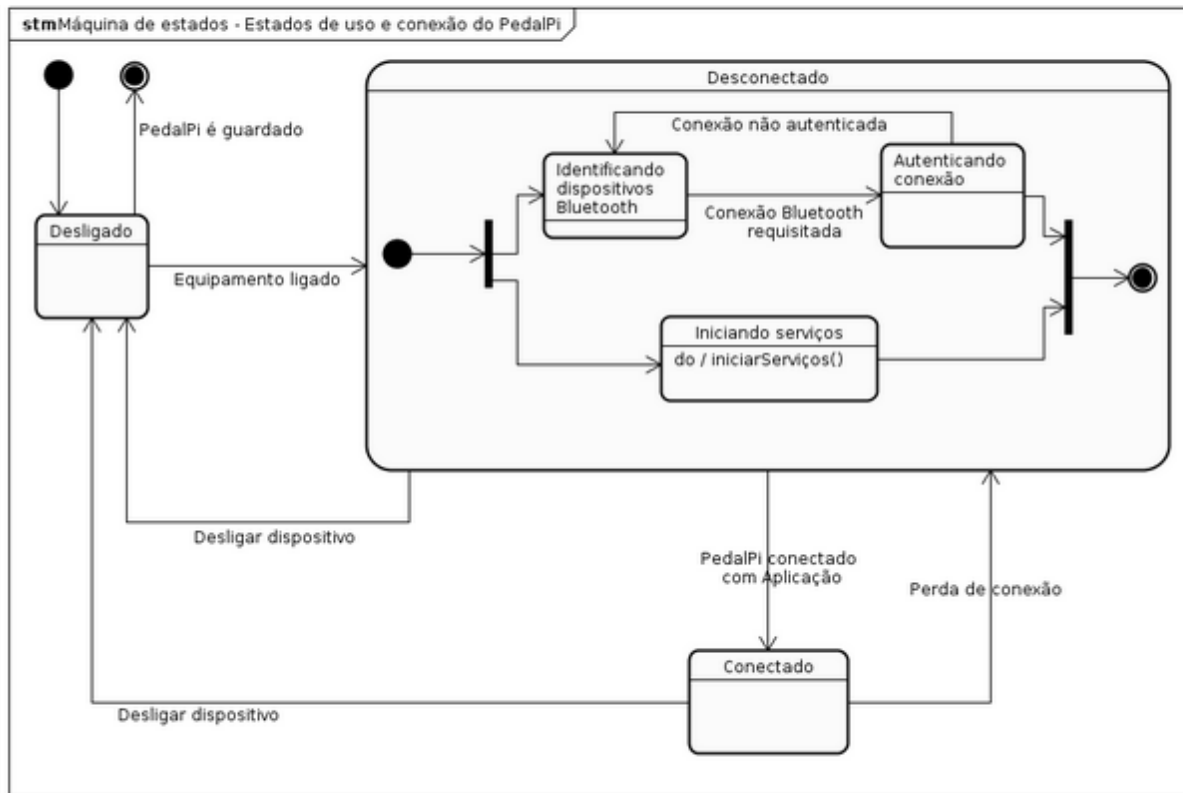 stmMáquina de estados - Estados de uso e conexão do PedalPi
Desconectado
PedalPi é guardado
Conexão não autenticada
Identificando
dispositivos
Bluetooth
Autenticando
conexão
Conexão Bluetooth
requisitada
Desligado
Equipamento ligado
Iniciando serviços
do / iniciarServiços()
Desligar dispositivo
PedalPi conectado
com Aplicação
Perda de conexão
Conectado
Desligar dispositivo